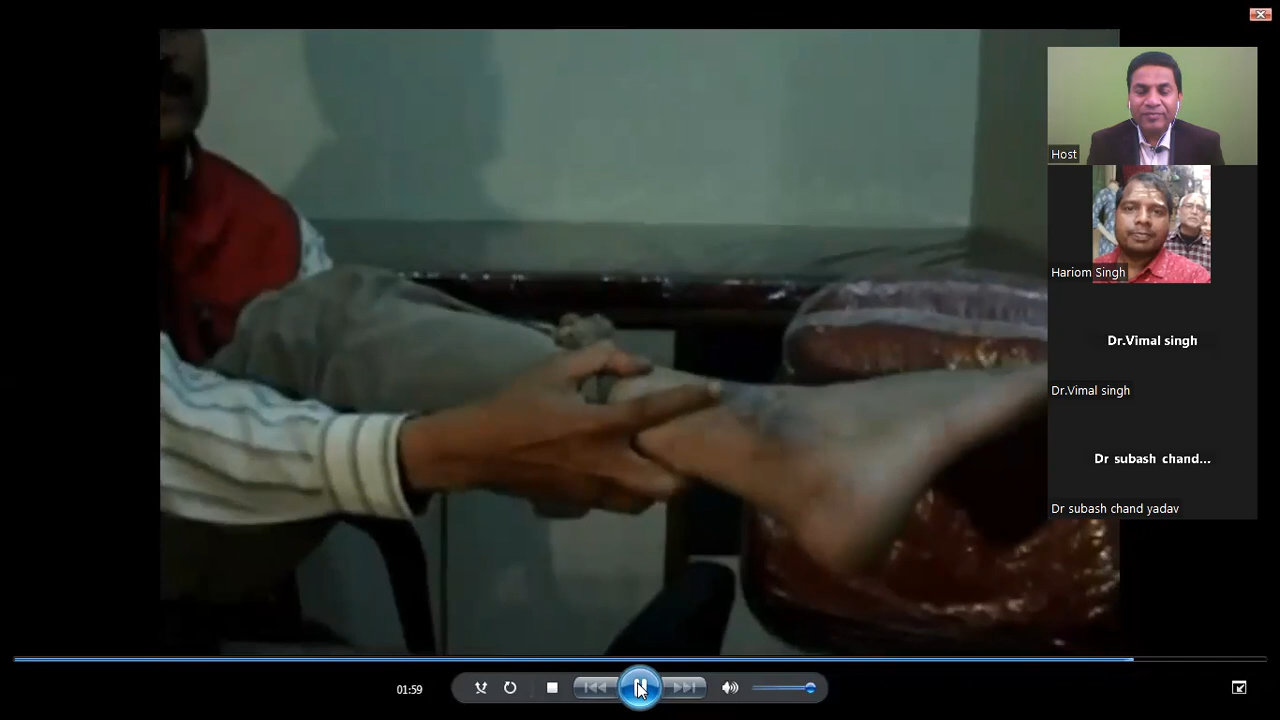 Host
Hariom Singh
Dr.Vimal singh
Dr.Vimal singh
Dr subash chand...
Dr subash chand yadav
01:59